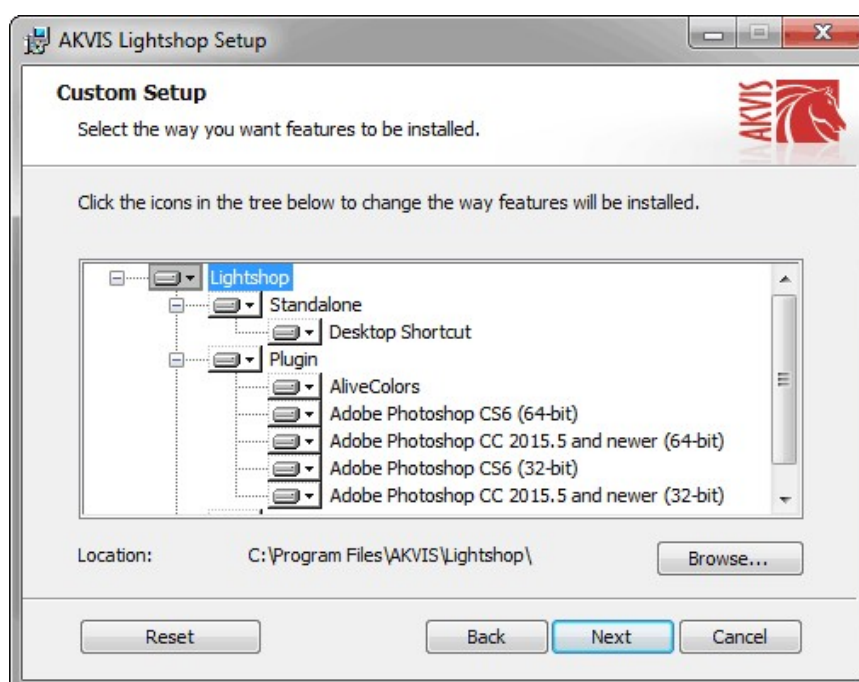 AKVIS Lightshop Setup
Custom Setup
Select the way you want features to be installed.
AKVIS
Click the icons in the tree below to change the way features will be installed.
Lightshop
Standalone
Desktop Shortcut
Plugin
AliveColors
Adobe Photoshop CS6 (64-bit)
Adobe Photoshop CC 2015.5 and newer (64-bit)
Adobe Photoshop CS6 (32-bit)
Adobe Photoshop CC 2015.5 and newer (32-bit)
Location: C:\Program Files\AKVIS\Lightshop\ Browse...
Reset Back Next Cancel